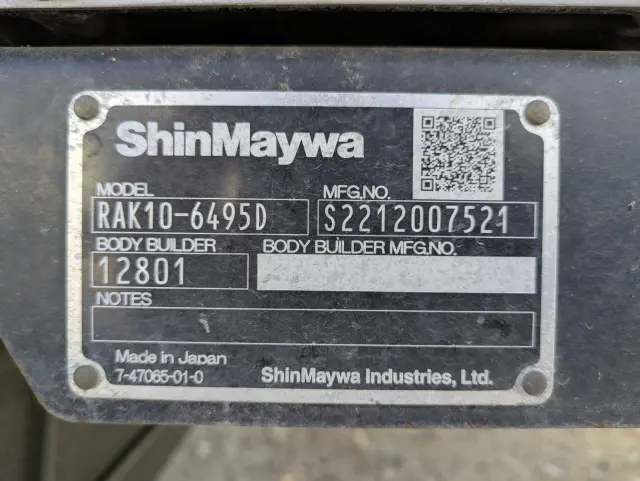 ShinMaywa
MODEL MFG.NO.
RAK10-6495D S2212007521
BODY BUILDER BODY BUILDER MFG.NO.
12801
NOTES
Made in Japan
7-47065-01-0 ShinMaywa Industries, Ltd.